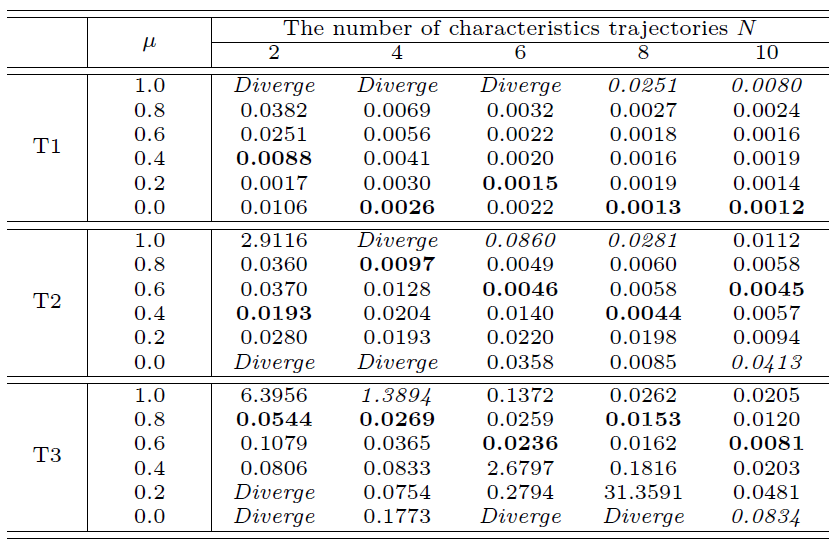 μ The number of characteristics trajectories N
2 4 6 8 10
1.0 Diverge Diverge Diverge 0.0251 0.0080
0.8 0.0382 0.0069 0.0032 0.0027 0.0024
0.6 0.0251 0.0056 0.0022 0.0018 0.0016
T1 0.4 0.0088 0.0041 0.0020 0.0016 0.0019
0.2 0.0017 0.0030 0.0015 0.0019 0.0014
0.0 0.0106 0.0026 0.0022 0.0013 0.0012
1.0 2.9116 Diverge 0.0860 0.0281 0.0112
0.8 0.0360 0.0097 0.0049 0.0060 0.0058
0.6 0.0370 0.0128 0.0046 0.0058 0.0045
T2 0.4 0.0193 0.0204 0.0140 0.0044 0.0057
0.2 0.0280 0.0193 0.0220 0.0198 0.0094
0.0 Diverge Diverge 0.0358 0.0085 0.0413
1.0 6.3956 1.3894 0.1372 0.0262 0.0205
0.8 0.0544 0.0269 0.0259 0.0153 0.0120
0.6 0.1079 0.0365 0.0236 0.0162 0.0081
T3 0.4 0.0806 0.0833 2.6797 0.1816 0.0203
0.2 Diverge 0.0754 0.2794 31.3591 0.0481
0.0 Diverge 0.1773 Diverge Diverge 0.0834